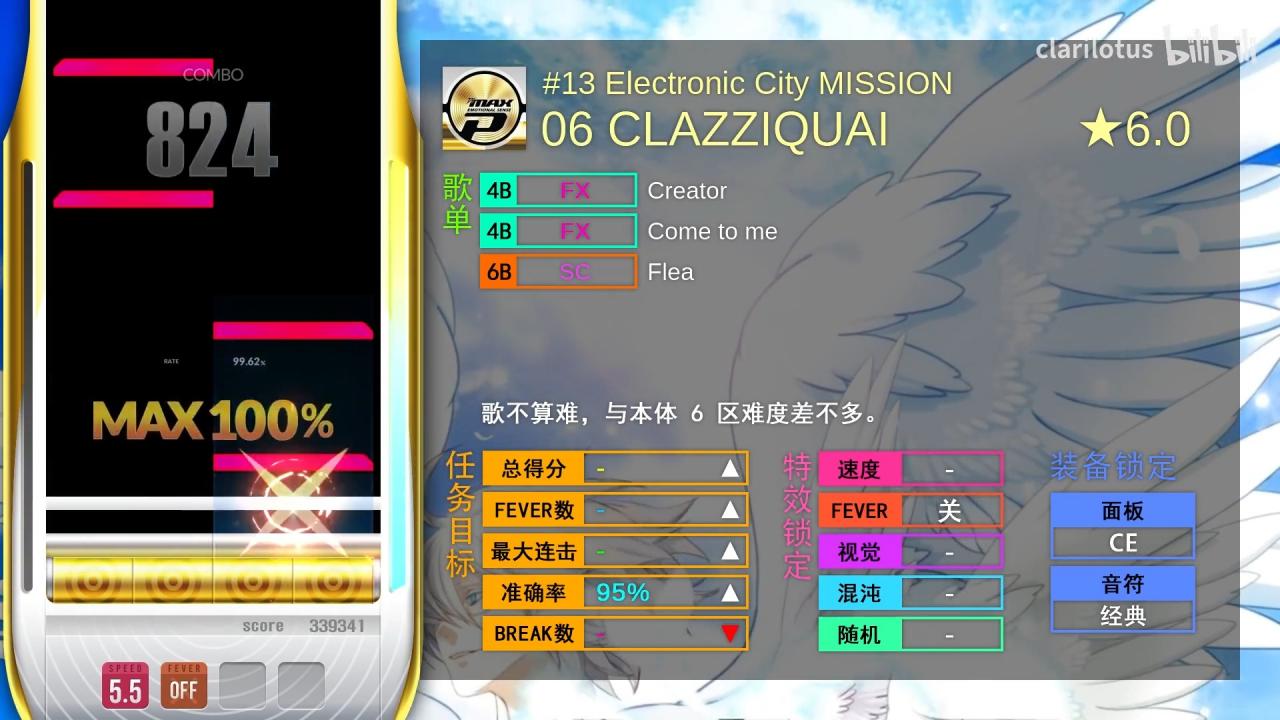 COMBO
824
RATE
99.62%
MAX 100%
score 339341
SPEED
5.5
FEVER
OFF
clarilotus bilibili
MAX
EMOTIONAL SENSE
P
#13 Electronic City MISSION
06 CLAZZIQUAI
★6.0
歌单
4B FX Creator
4B FX Come to me
6B SC Flea
歌不算难，与本体 6 区难度差不多。
任务目标
总得分 - ▲
FEVER数 - ▲
最大连击 - ▲
准确率 95% ▲
BREAK数 - ▼
特效锁定
速度 -
FEVER 关
视觉 -
混沌 -
随机 -
装备锁定
面板
CE
音符
经典